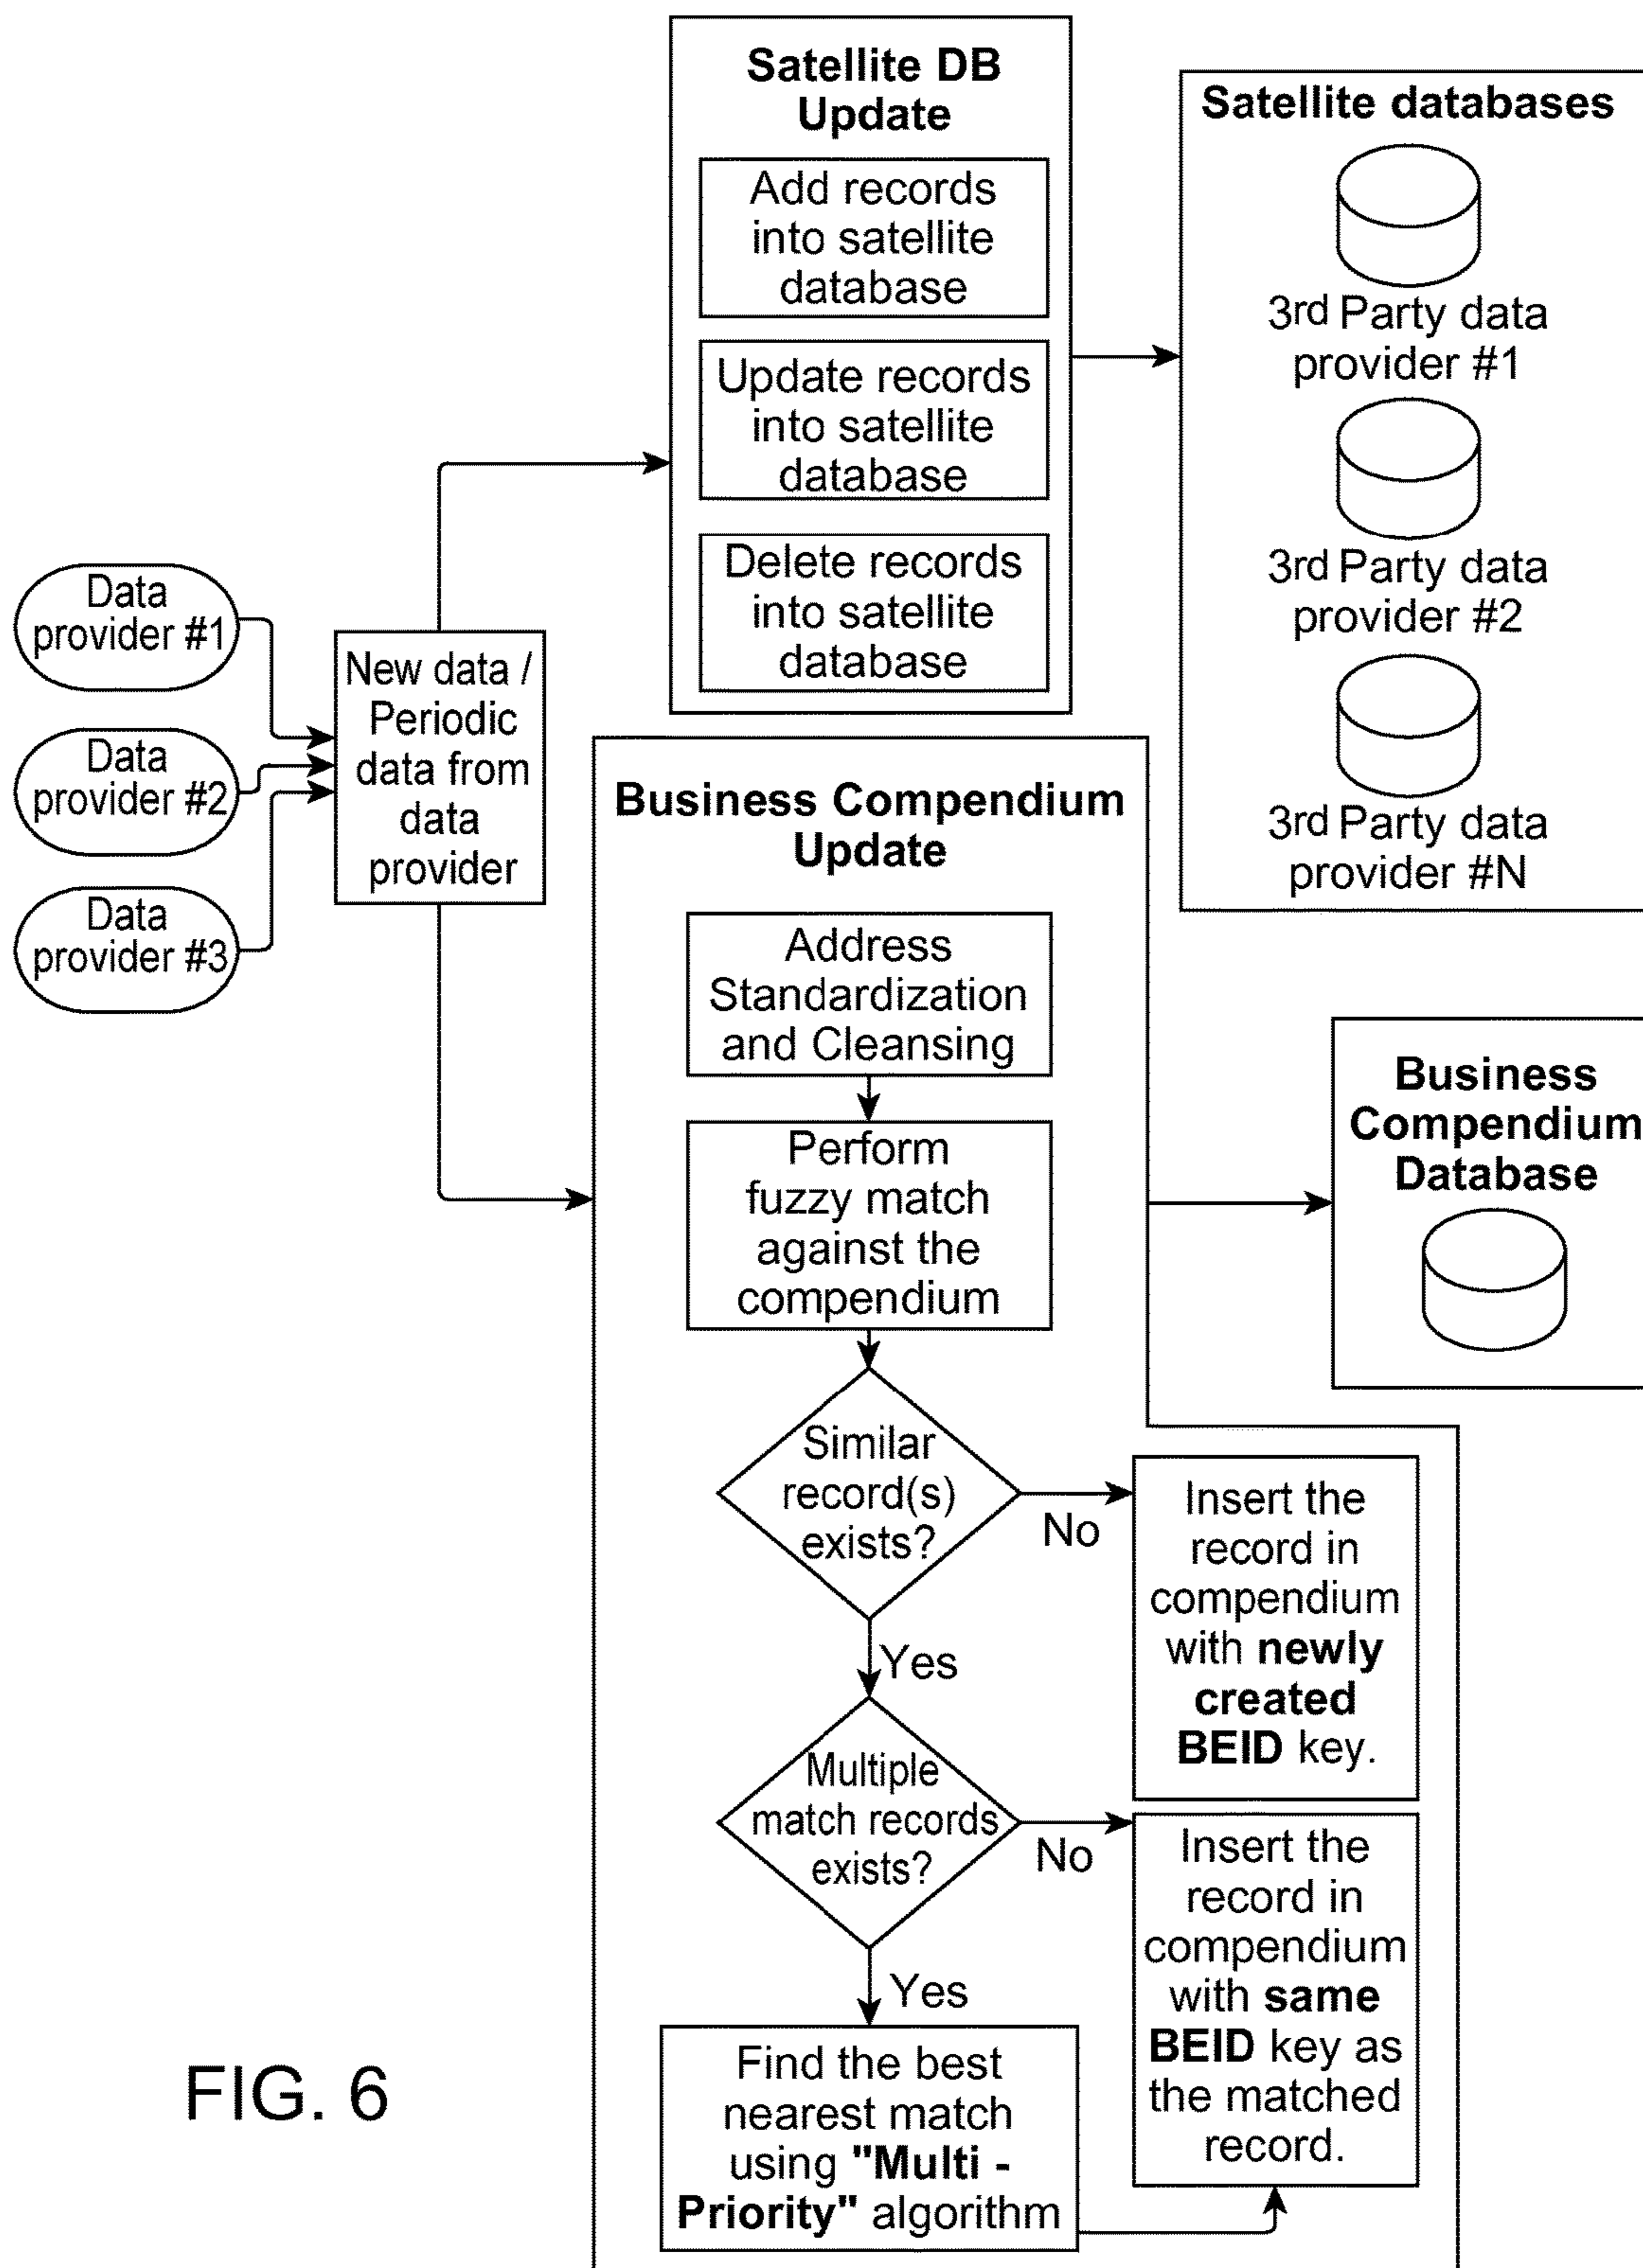 Satellite DB
Update
Add records
into satellite
database
Update records
into satellite
database
Delete records
into satellite
database
Satellite databases
3rd Party data
provider #1
3rd Party data
provider #2
3rd Party data
provider #N
Data
provider #1
Data
provider #2
Data
provider #3
New data /
Periodic
data from
data
provider
Business Compendium
Update
Address
Standardization
and Cleansing
Perform
fuzzy match
against the
compendium
Similar
record(s)
exists?
No
Yes
Insert the
record in
compendium
with newly
created
BEID key.
Multiple
match records
exists?
No
Yes
Insert the
record in
compendium
with same
BEID key as
the matched
record.
Find the best
nearest match
using "Multi -
Priority" algorithm
Business
Compendium
Database
FIG. 6